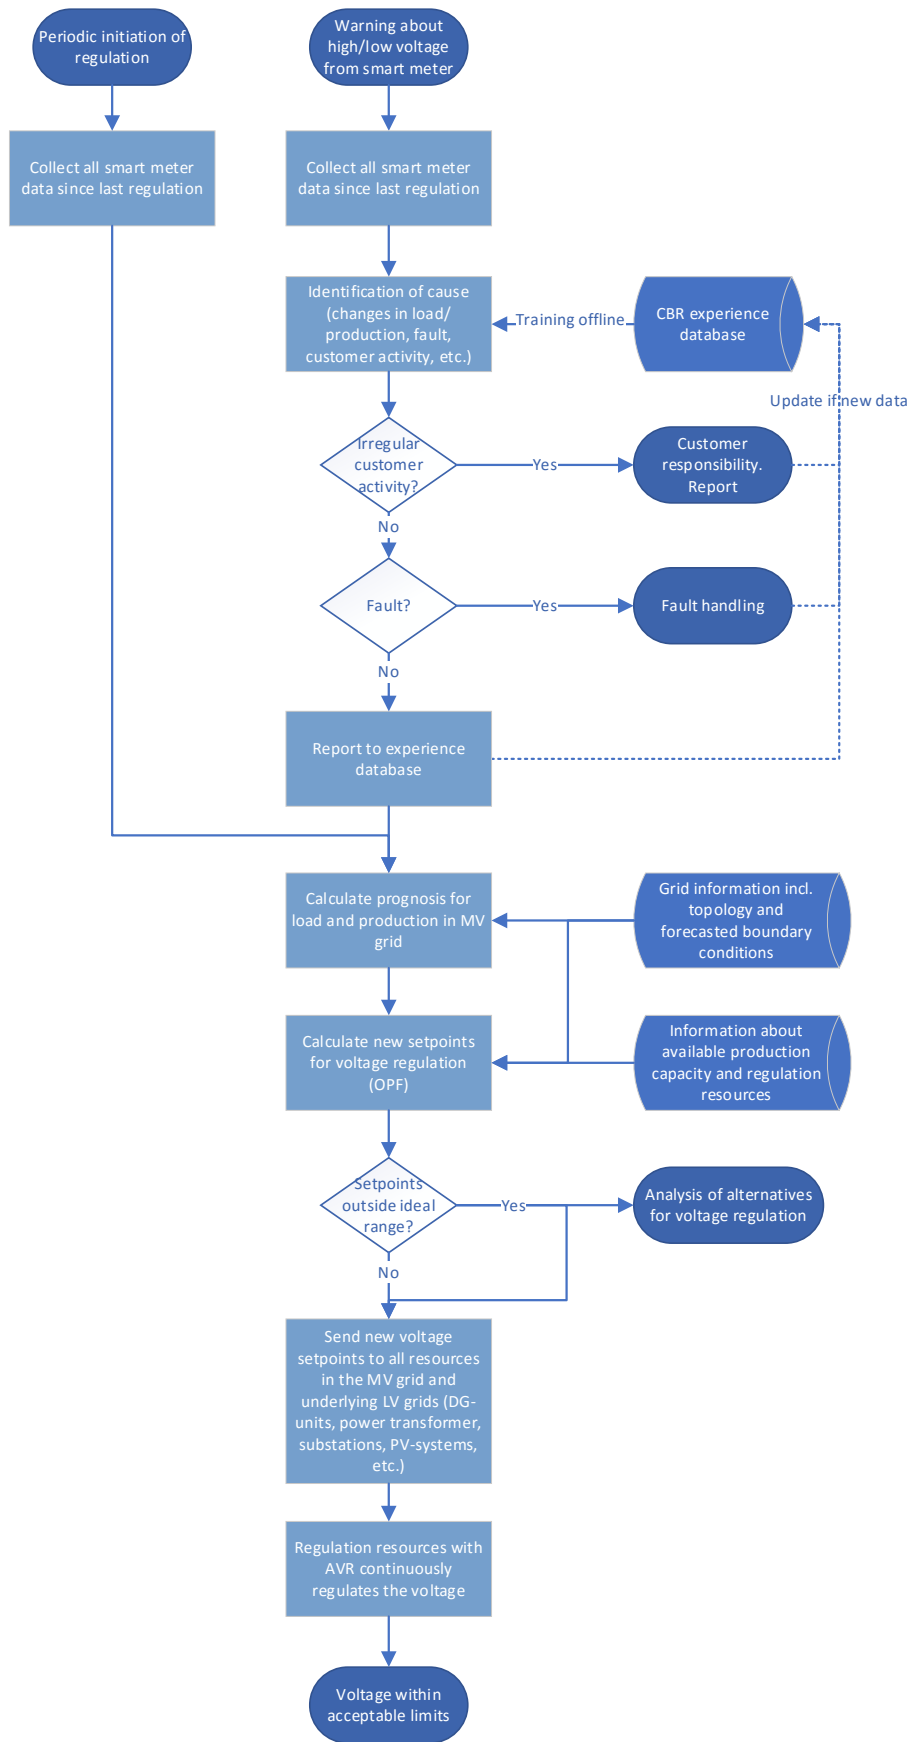 Periodic initiation of
regulation
Warning about
high/low voltage
from smart meter
Collect all smart meter
data since last regulation
Collect all smart meter
data since last regulation
Identification of cause
(changes in load/
production, fault,
customer activity, etc.)
Training offline
CBR experience
database
Update if new data
Irregular
customer
activity?
Yes
Customer
responsibility.
Report
No
Fault?
Yes
Fault handling
No
Report to experience
database
Calculate prognosis for
load and production in MV
grid
Grid information incl.
topology and
forecasted boundary
conditions
Calculate new setpoints
for voltage regulation
(OPF)
Information about
available production
capacity and regulation
resources
Setpoints
outside ideal
range?
Yes
Analysis of alternatives
for voltage regulation
No
Send new voltage
setpoints to all resources
in the MV grid and
underlying LV grids (DG-
units, power transformer,
substations, PV-systems,
etc.)
Regulation resources with
AVR continuously
regulates the voltage
Voltage within
acceptable limits